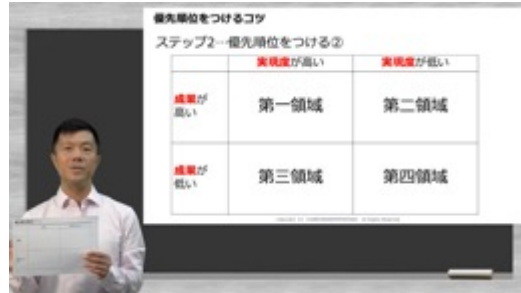 優先順位をつけるコツ
ステップ2…優先順位をつける②
実現度が高い 実現度が低い
成果が
高い
第一領域 第二領域
成果が
低い
第三領域 第四領域